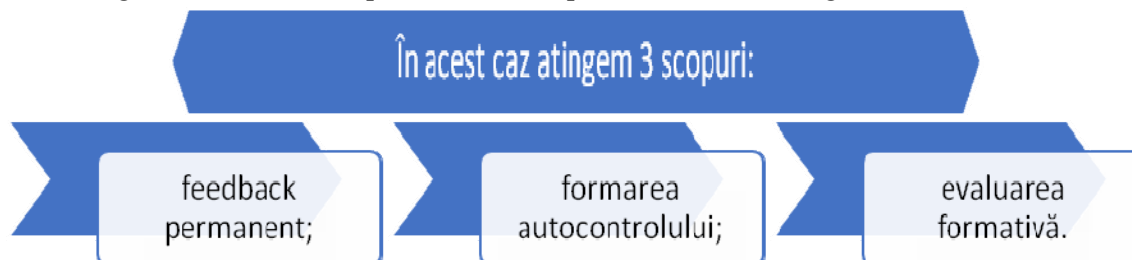 În acest caz atingem 3 scopuri:
feedback
permanent;
formarea
autocontrolului;
evaluarea
formativă.